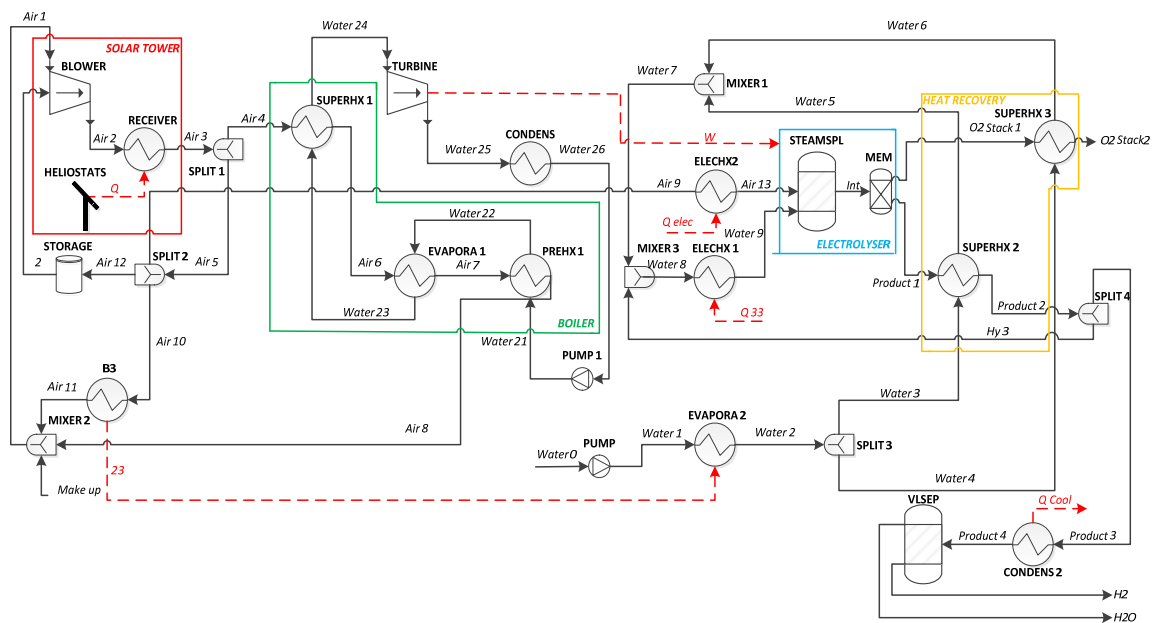 Air 1
Water 24
Water 6
SOLAR TOWER
BLOWER
TURBINE
Water 7
MIXER 1
SUPERHX 1
Water 5
HEAT RECOVERY
SUPERHX 3
Air 2
RECEIVER
Air 3
Air 4
O2 Stack 1
O2 Stack2
CONDENS
W
STEAMSPL
MEM
Water 25
Water 26
HELIOSTATS
Q
SPLIT 1
ELECHX2
Air 9
Air 13
Int
Q elec
Water 22
Water 9
ELECTROLYSER
STORAGE
SPLIT 2
EVAPORA 1
PREHX 1
MIXER 3
ELECHX 1
SUPERHX 2
2
Air 12
Air 5
Air 6
Air 7
Water 8
Product 1
Product 2
SPLIT 4
Water 23
BOILER
Q 33
Water 21
Hy 3
Air 10
PUMP 1
B3
Air 11
Water 3
MIXER 2
Air 8
EVAPORA 2
PUMP
Water 1
Water 2
SPLIT 3
Water0
23
Make up
Water 4
VLSEP
Q Cool
Product 4
Product 3
CONDENS 2
H2
H2O